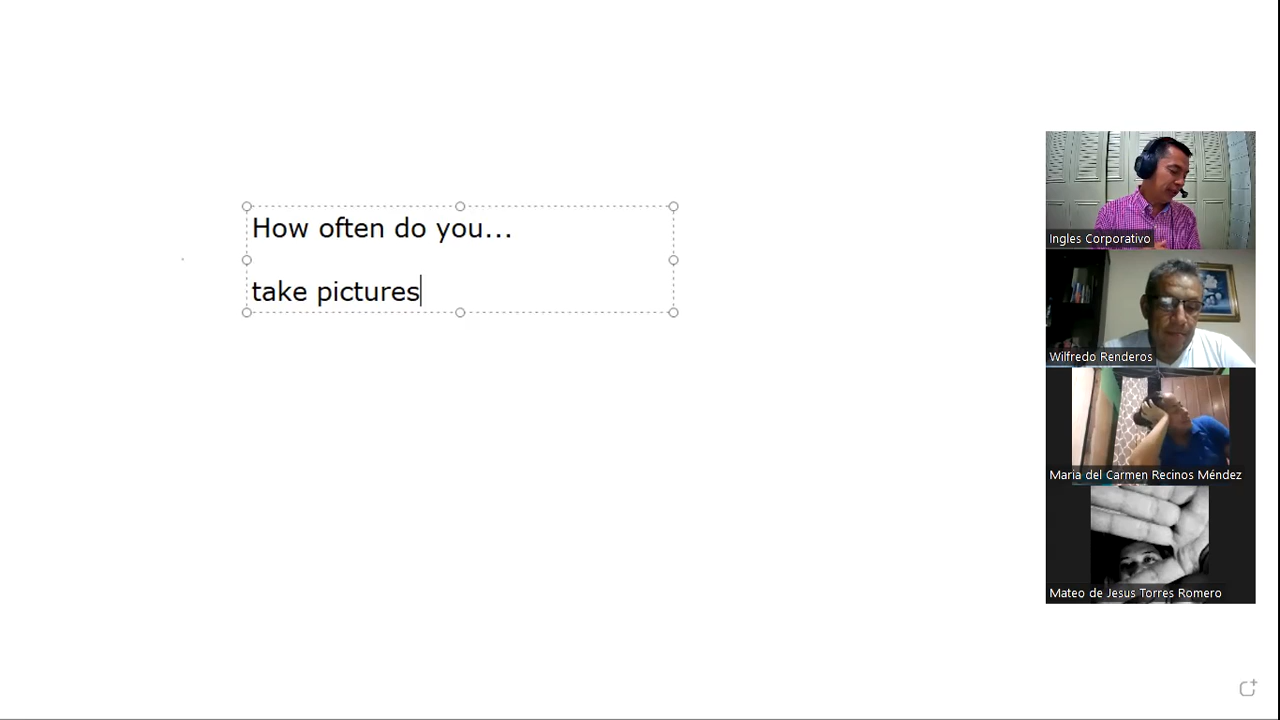 How often do you...
take pictures
Ingles Corporativo
Wilfredo Renderos
Maria del Carmen Recinos Méndez
Mateo de Jesus Torres Romero